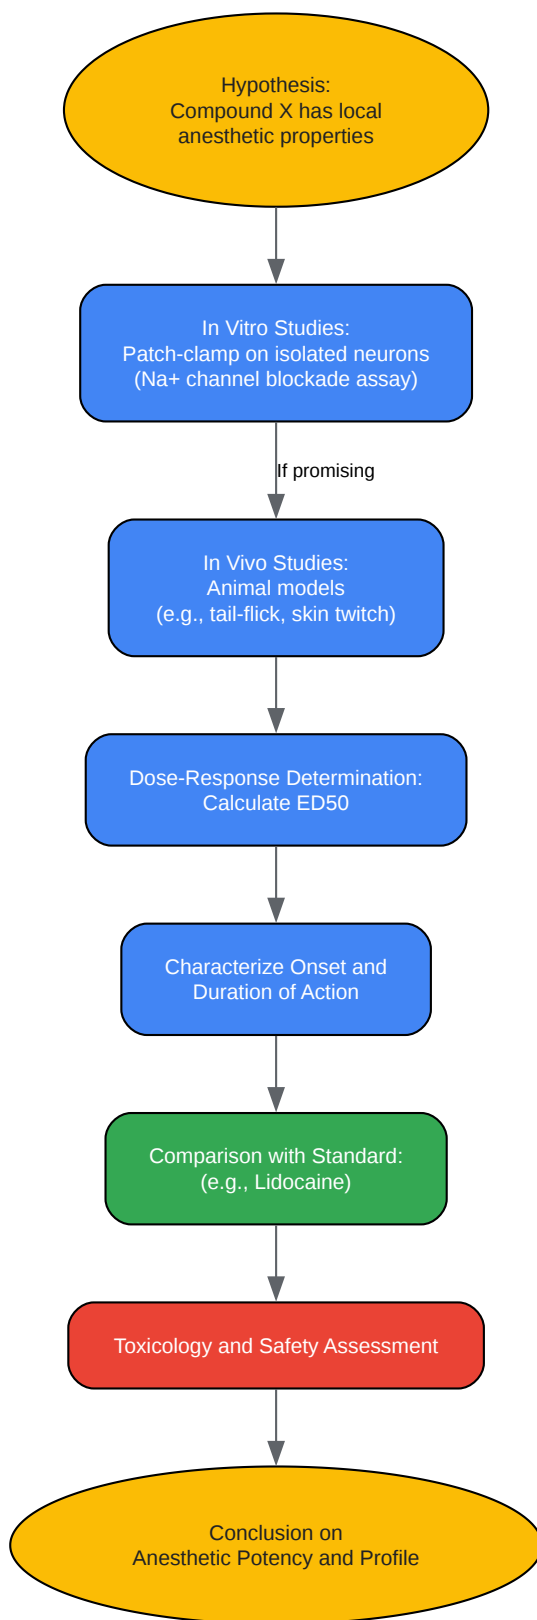 Hypothesis:
Compound X has local
anesthetic properties
In Vitro Studies:
Patch-clamp on isolated neurons
(Na+ channel blockade assay)
If promising
In Vivo Studies:
Animal models
(e.g., tail-flick, skin twitch)
Dose-Response Determination:
Calculate ED50
Characterize Onset and
Duration of Action
Comparison with Standard:
(e.g., Lidocaine)
Toxicology and Safety Assessment
Conclusion on
Anesthetic Potency and Profile